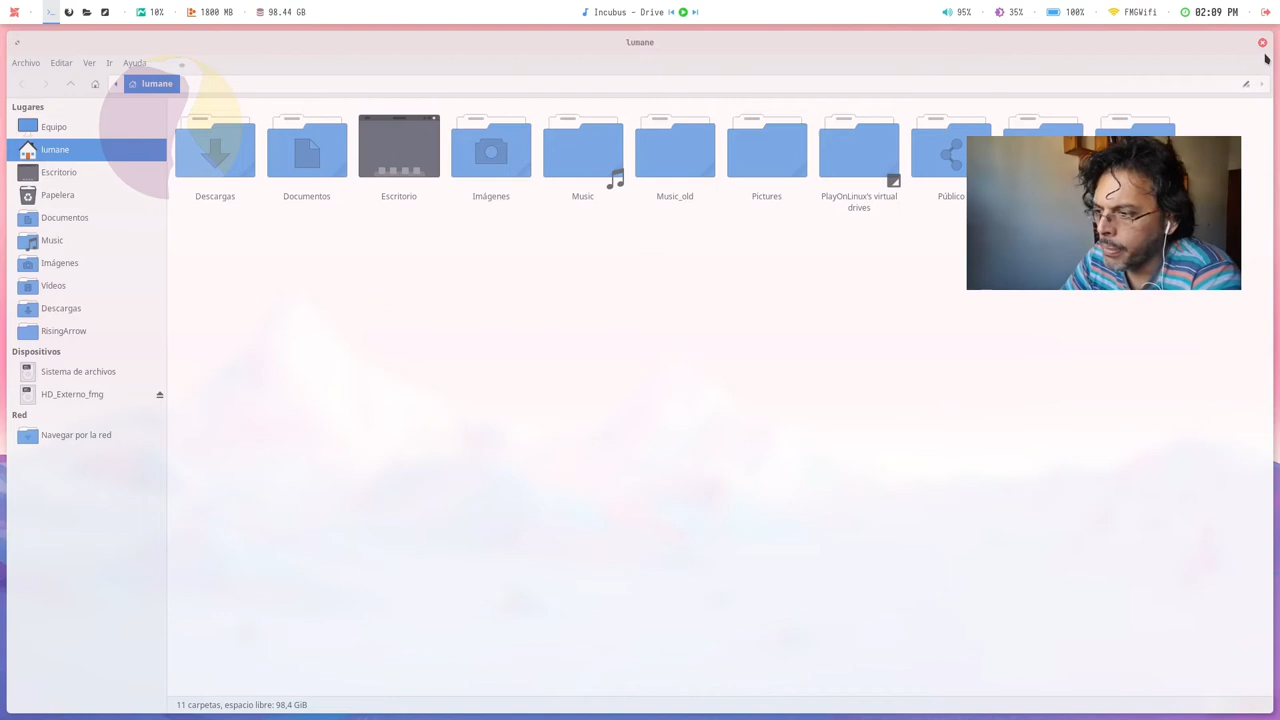 10%
1800 MB
98.44 GB
Incubus - Drive
95%
35%
100%
FMGWifi
02:09 PM
lumane
Archivo Editar Ver Ir Ayuda
lumane
Lugares
Equipo
lumane
Escritorio
Papelera
Documentos
Music
Imágenes
Vídeos
Descargas
RisingArrow
Dispositivos
Sistema de archivos
HD_Externo_fmg
Red
Navegar por la red
Descargas
Documentos
Escritorio
Imágenes
Music
Music_old
Pictures
PlayOnLinux's virtual
drives
Público
11 carpetas, espacio libre: 98,4 GiB